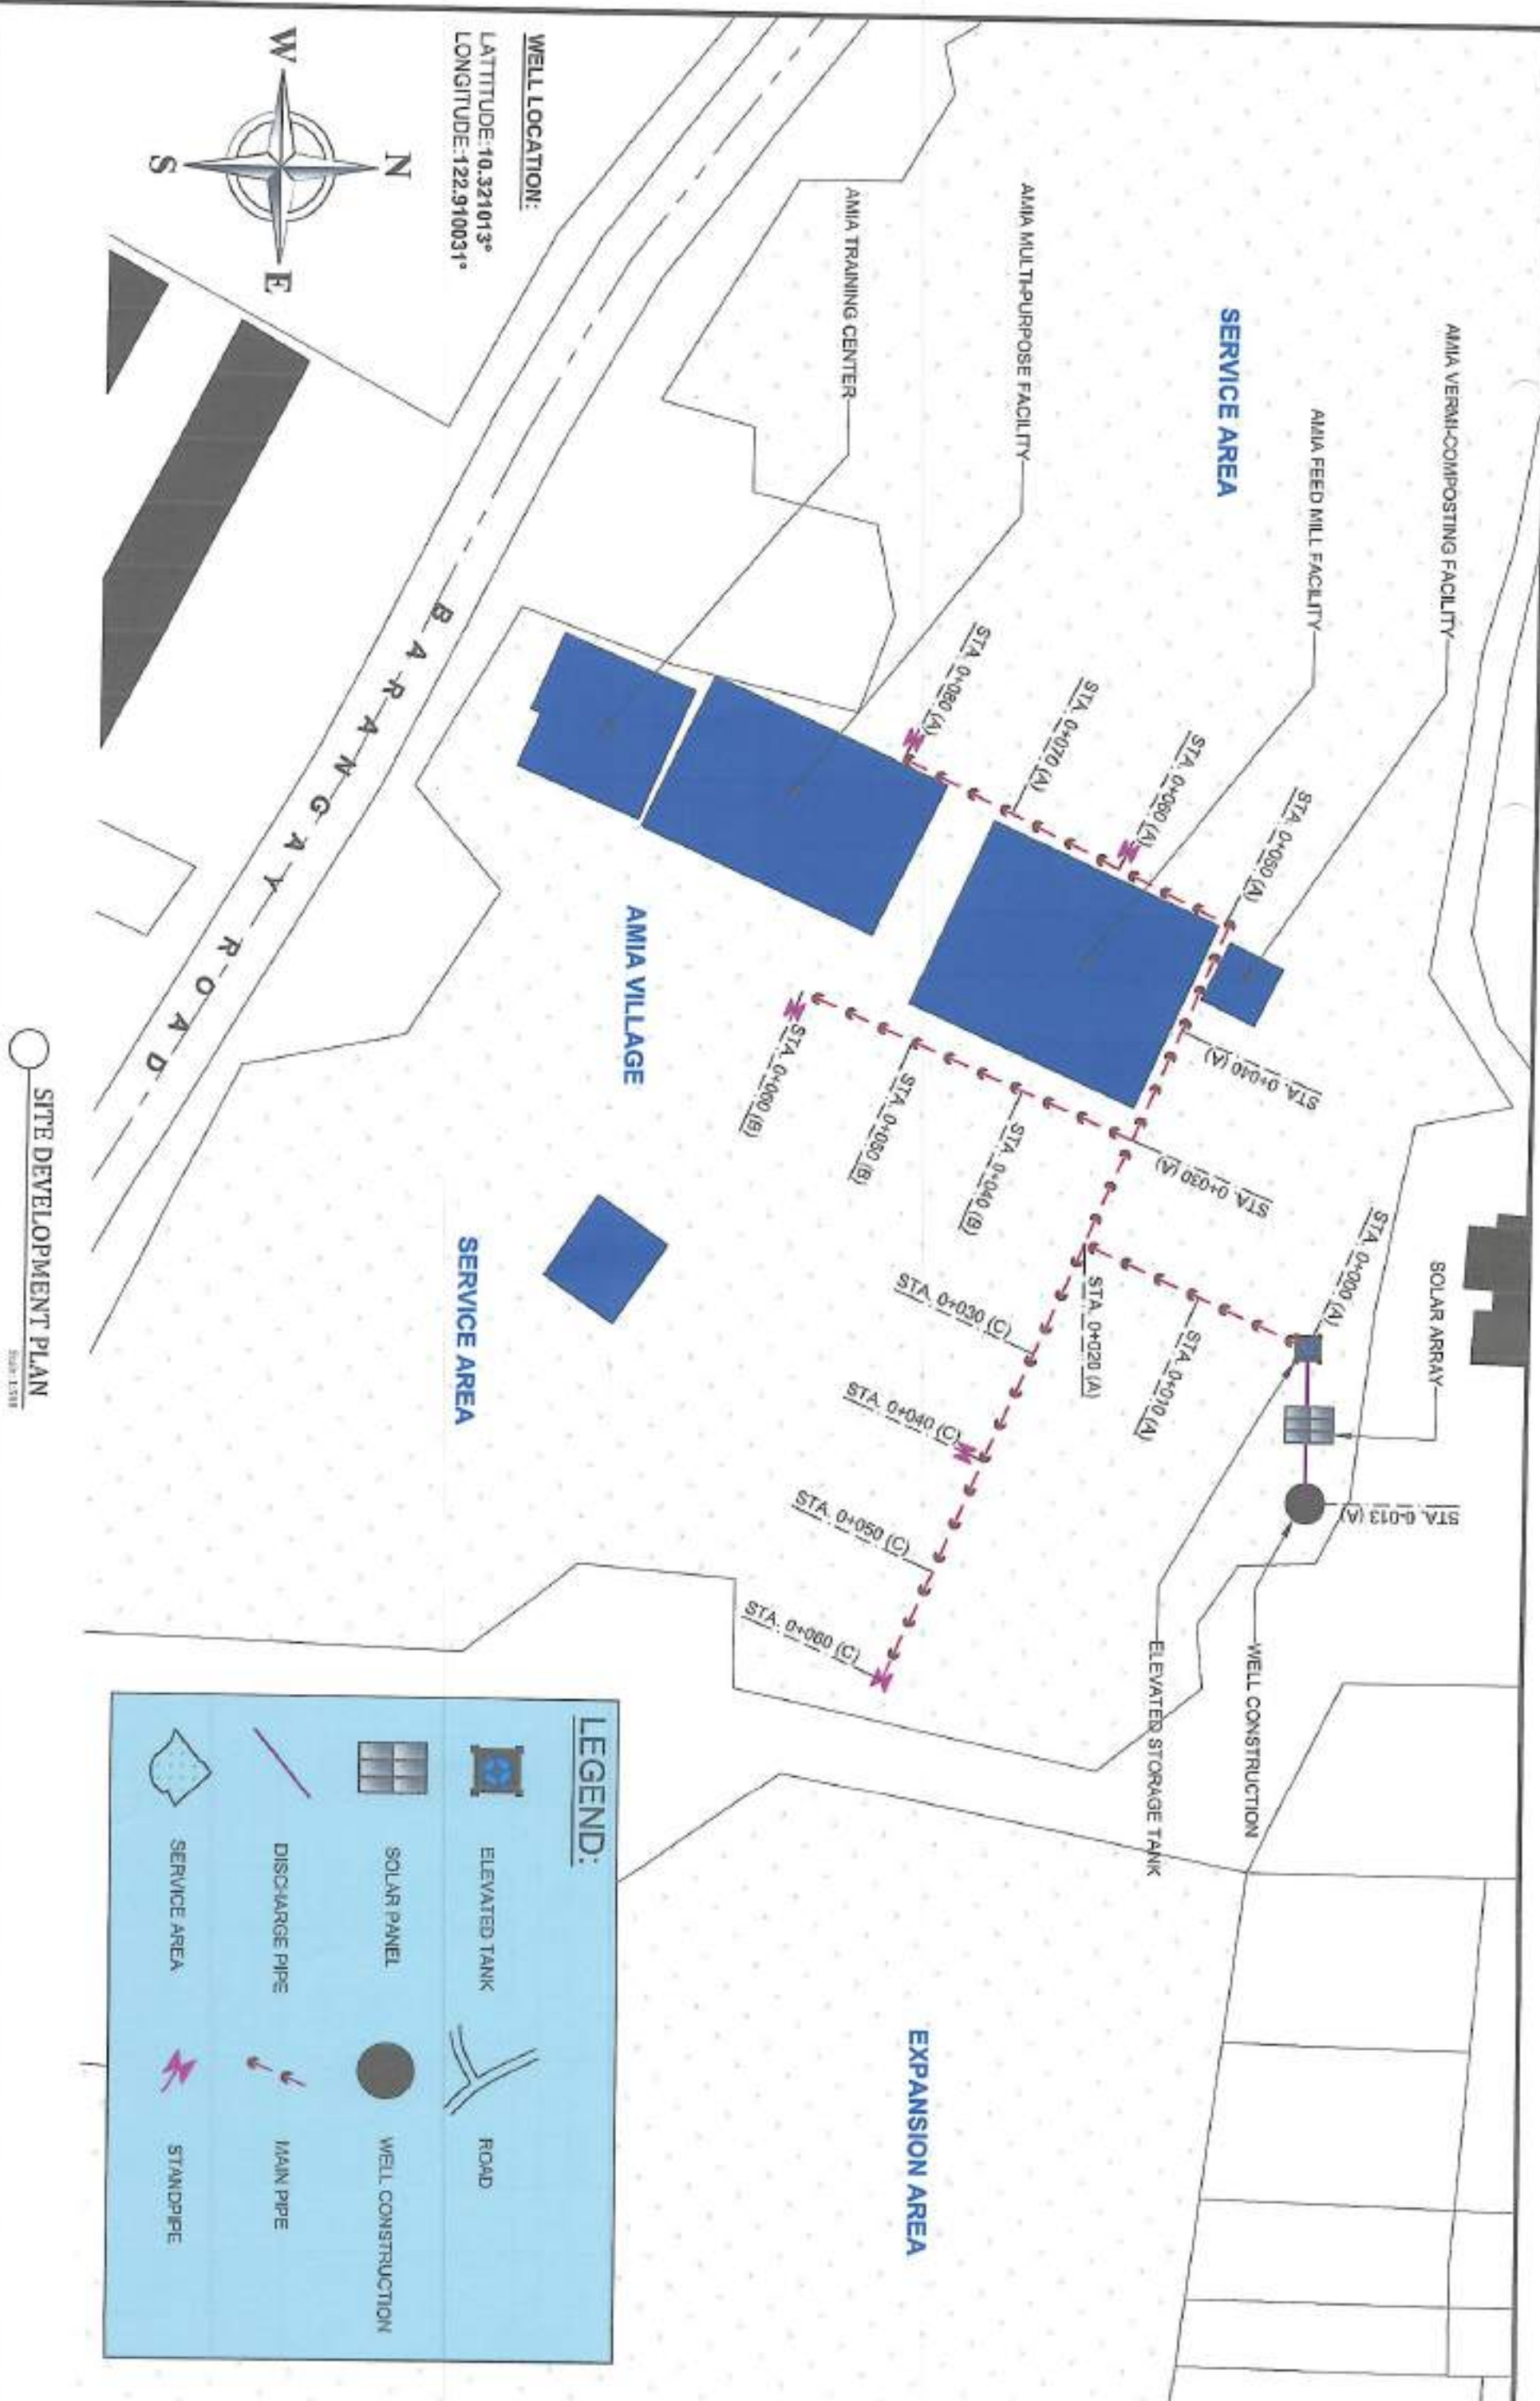 WELL LOCATION:
LATTITUDE:10.321013°
LONGITUDE:122.910031°
N
W
E
S
AMIA VERMI-COMPOSTING FACILITY
AMIA FEED MILL FACILITY
SERVICE AREA
AMIA MULTI-PURPOSE FACILITY
AMIA TRAINING CENTER
SOLAR ARRAY
STA. 0-013 (A)
STA. 0+000 (A)
STA. 0+010 (A)
STA. 0+020 (A)
STA. 0+030 (A)
STA. 0+040 (A)
STA. 0+050 (A)
STA. 0+060 (A)
STA. 0+070 (A)
STA. 0+080 (A)
STA. 0+040 (B)
STA. 0+050 (B)
STA. 0+060 (B)
STA. 0+030 (C)
STA. 0+040 (C)
STA. 0+050 (C)
STA. 0+060 (C)
WELL CONSTRUCTION
ELEVATED STORAGE TANK
AMIA VILLAGE
SERVICE AREA
EXPANSION AREA
BARANGAY ROAD
LEGEND:
ELEVATED TANK
ROAD
SOLAR PANEL
WELL CONSTRUCTION
DISCHARGE PIPE
MAIN PIPE
SERVICE AREA
STANDPIPE
SITE DEVELOPMENT PLAN